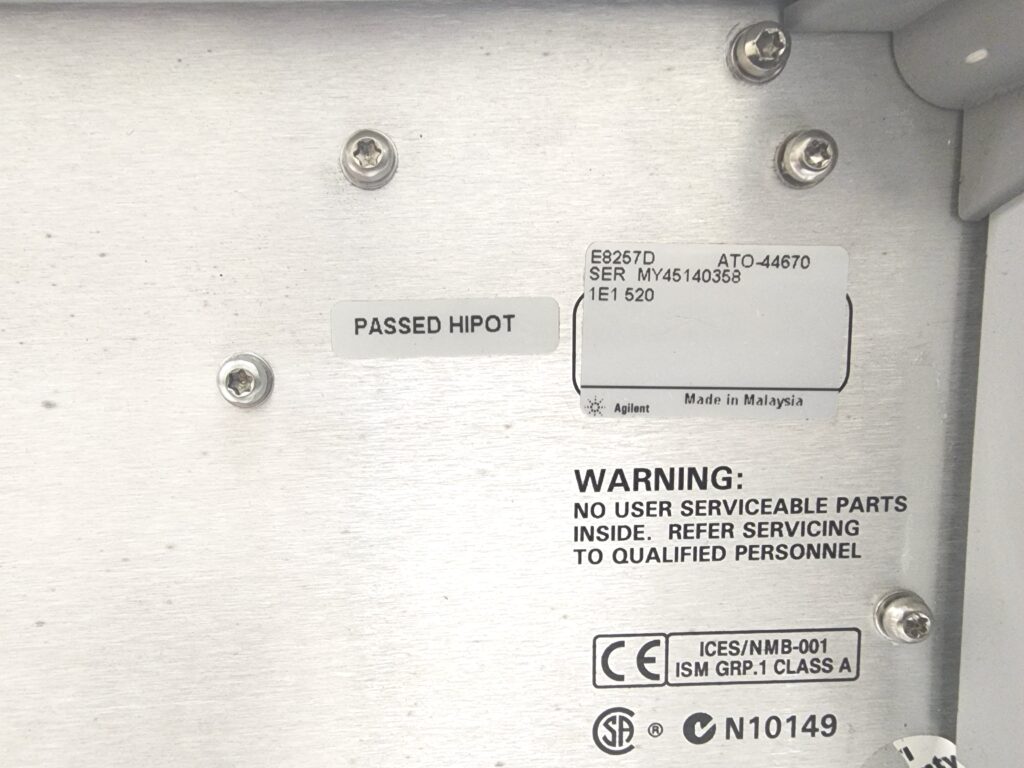 E8257D ATO-44670
SER MY45140358
1E1 520
PASSED HIPOT
Agilent Made in Malaysia
WARNING:
NO USER SERVICEABLE PARTS
INSIDE. REFER SERVICING
TO QUALIFIED PERSONNEL
CE ICES/NMB-001
ISM GRP.1 CLASS A
SA ® N10149